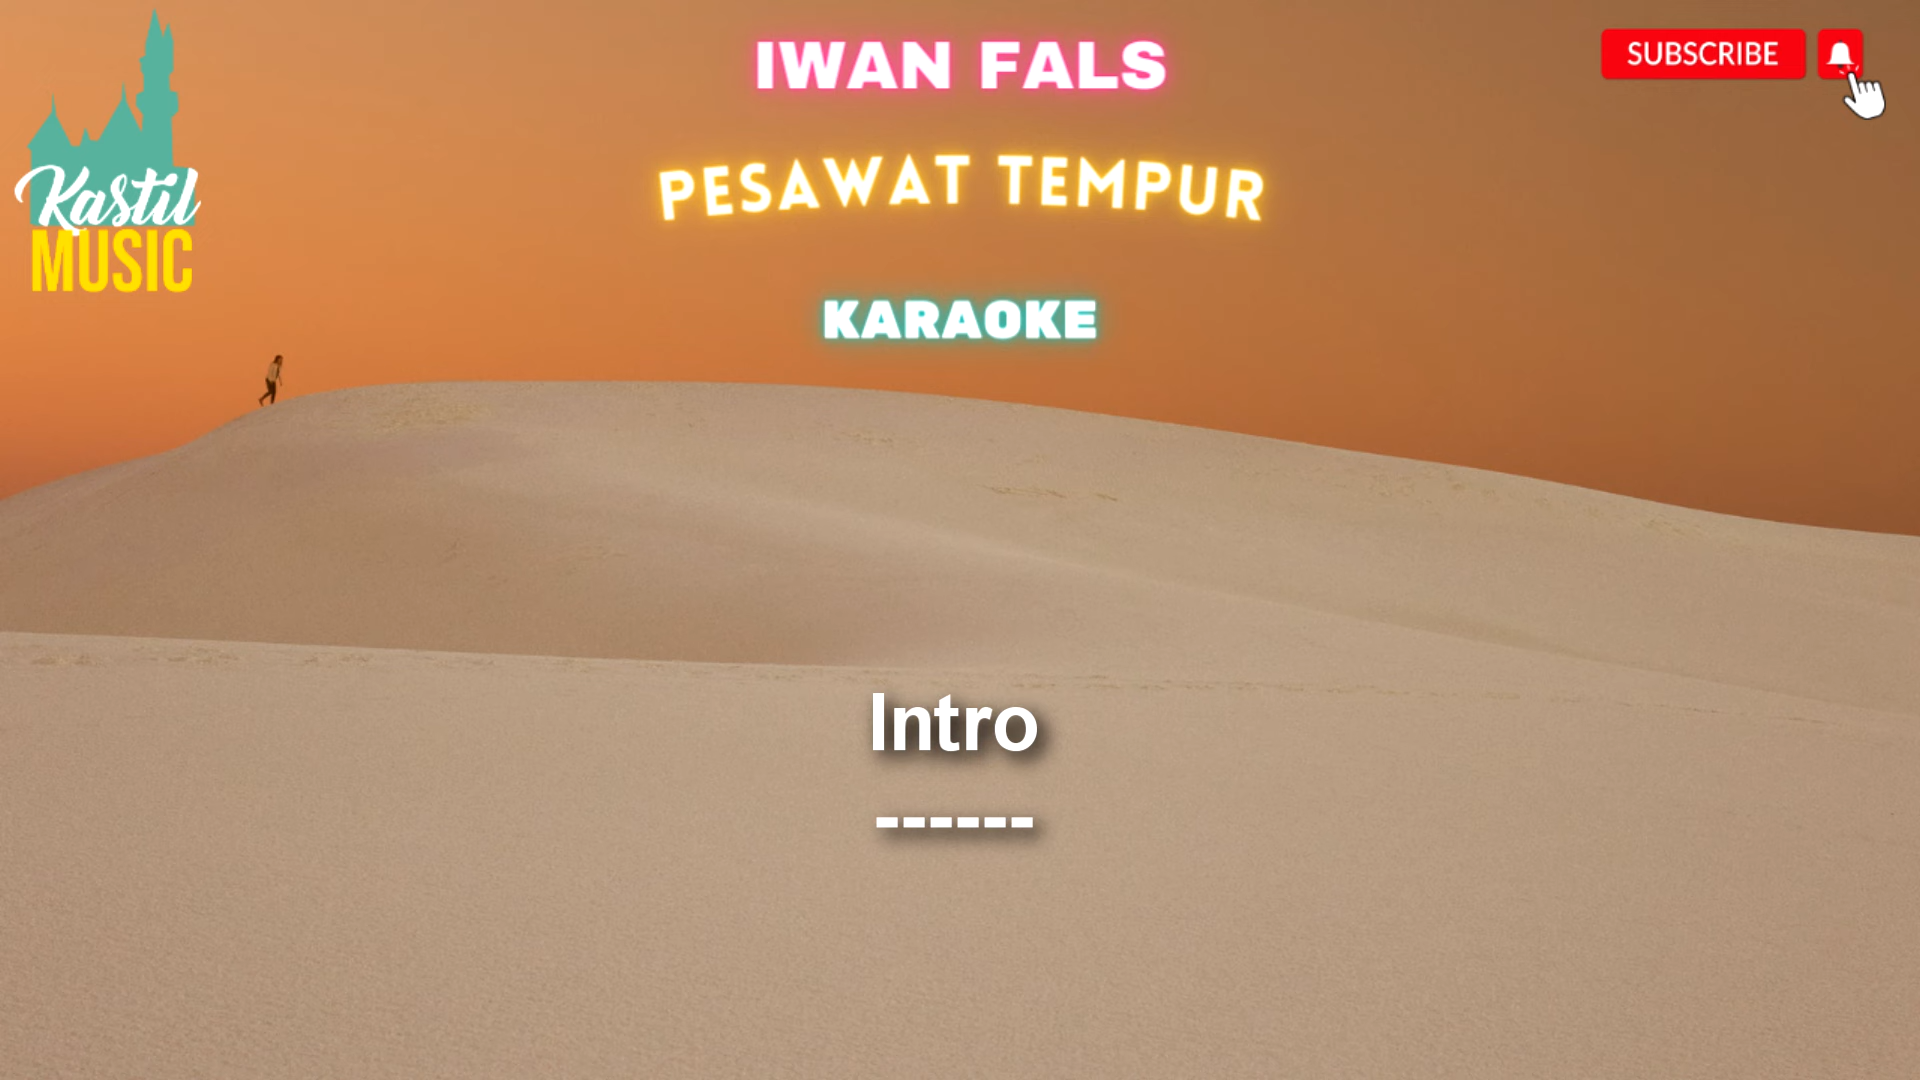 IWAN FALS
SUBSCRIBE
PESAWAT TEMPUR
Kastil
MUSIC
KARAOKE
Intro
------